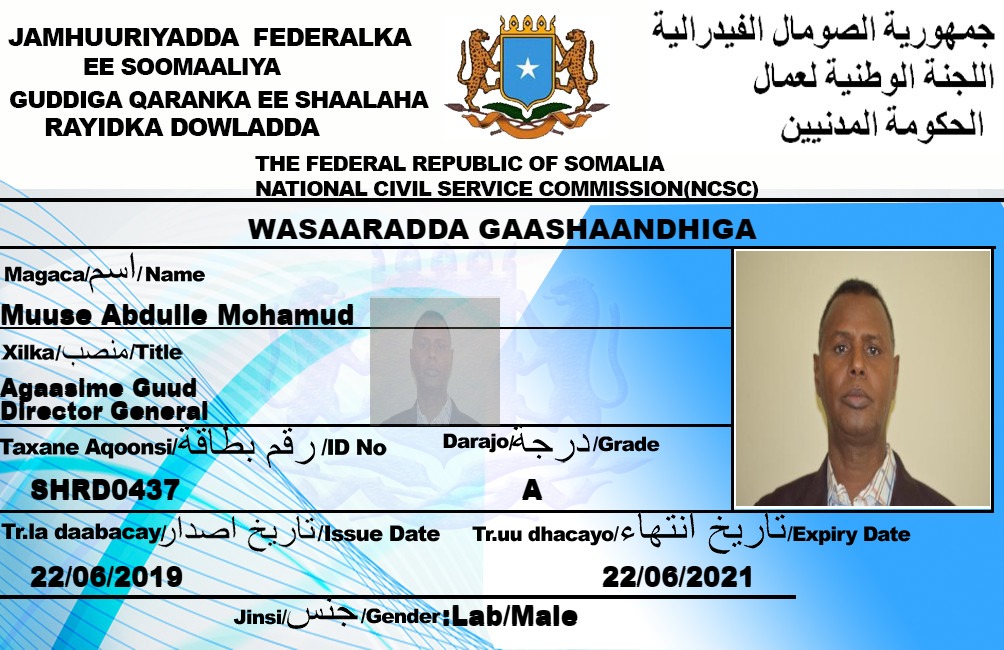 JAMHUURIYADDA FEDERALKA
EE SOOMAALIYA
GUDDIGA QARANKA EE SHAALAHA
RAYIDKA DOWLADDA
جمهورية الصومال الفيدرالية
اللجنة الوطنية لعمال
الحكومة المدنيين
THE FEDERAL REPUBLIC OF SOMALIA
NATIONAL CIVIL SERVICE COMMISSION(NCSC)
WASAARADDA GAASHAANDHIGA
Magaca/اسم/Name
Muuse Abdulle Mohamud
Xilka/منصب/Title
Agaasime Guud
Director General
Taxane Aqoonsi/رقم بطاقة/ID No
Darajo/درجة/Grade
SHRD0437
A
Tr.la daabacay/تاريخ اصدار/Issue Date
Tr.uu dhacayo/تاريخ انتهاء/Expiry Date
22/06/2019
22/06/2021
Jinsi/جنس/Gender:Lab/Male